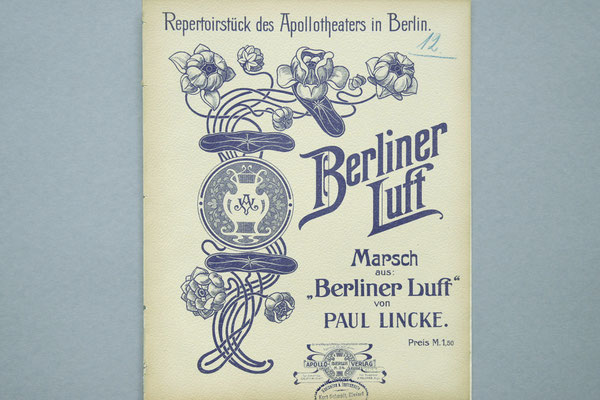 Repertoirstück des Apollotheaters in Berlin.
12
Berliner
Luft
Marsch
aus:
„Berliner Luft“
von
PAUL LINCKE.
Preis M.1,50
APOLLO VERLAG